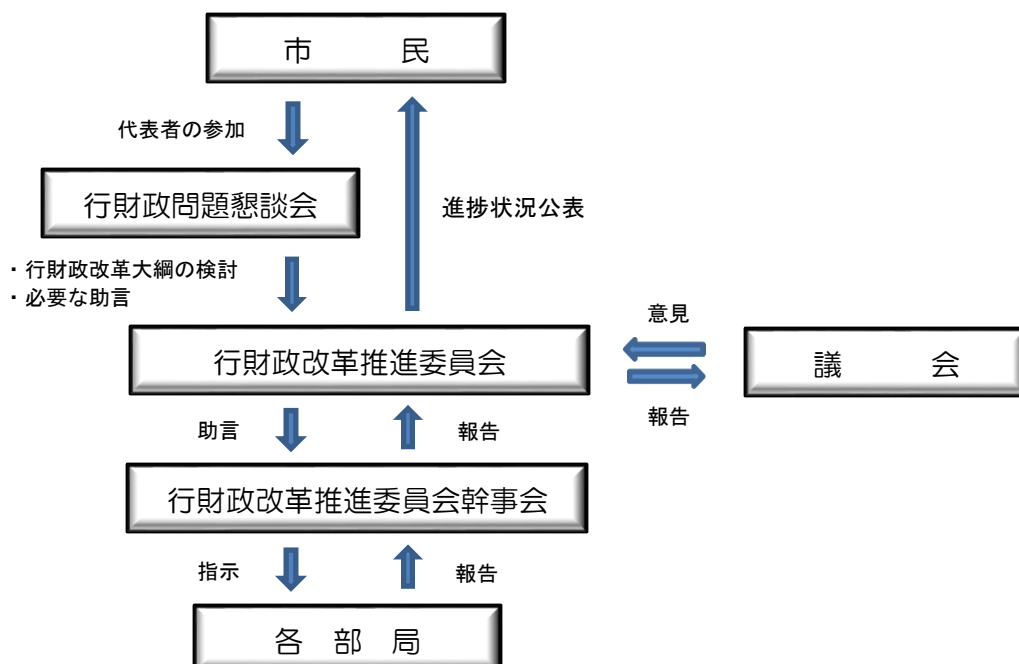 市　　　民
代表者の参加
行財政問題懇談会
進捗状況公表
・行財政改革大綱の検討
・必要な助言
意見
行財政改革推進委員会
議　　　会
報告
助言
報告
行財政改革推進委員会幹事会
指示
報告
各　部　局